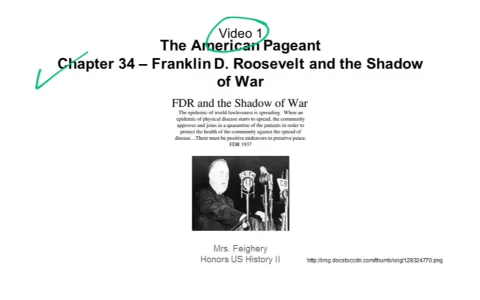 Video 1
The American Pageant
Chapter 34 – Franklin D. Roosevelt and the Shadow
of War
FDR and the Shadow of War
The epidemic of world lawlessness is spreading. When an
epidemic of physical disease starts to spread, the community
approves and joins in a quarantine of the patients in order to
protect the health of the community against the spread of
disease....There must be positive endeavors to preserve peace.
FDR 1937
Mrs. Feighery
Honors US History II
http://img.docstoccdn.com/thumb/orig/128324770.png